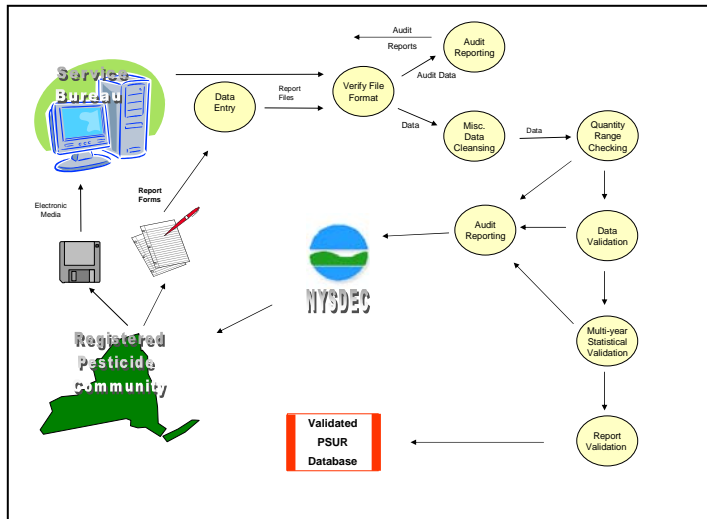 Audit
Reports
Audit
Reporting
Service
Bureau
Data
Entry
Report
Files
Verify File
Format
Audit Data
Data
Misc.
Data
Cleansing
Data
Quantity
Range
Checking
Electronic
Media
Report
Forms
Audit
Reporting
Data
Validation
NYSDEC
Registered
Pesticide
Community
Multi-year
Statistical
Validation
Validated
PSUR
Database
Report
Validation